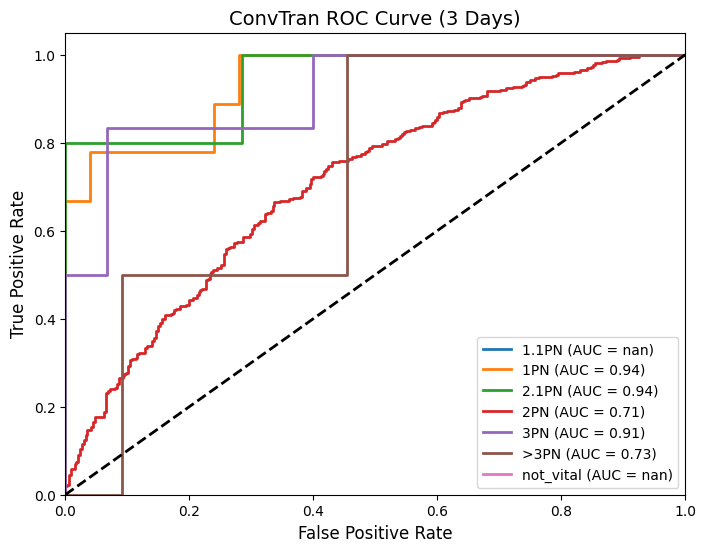 ConvTran ROC Curve (3 Days)
True Positive Rate
1.0
0.8
0.6
0.4
0.2
0.0
1.1PN (AUC = nan)
1PN (AUC = 0.94)
2.1PN (AUC = 0.94)
2PN (AUC = 0.71)
3PN (AUC = 0.91)
>3PN (AUC = 0.73)
not_vital (AUC = nan)
0.0 0.2 0.4 0.6 0.8 1.0
False Positive Rate